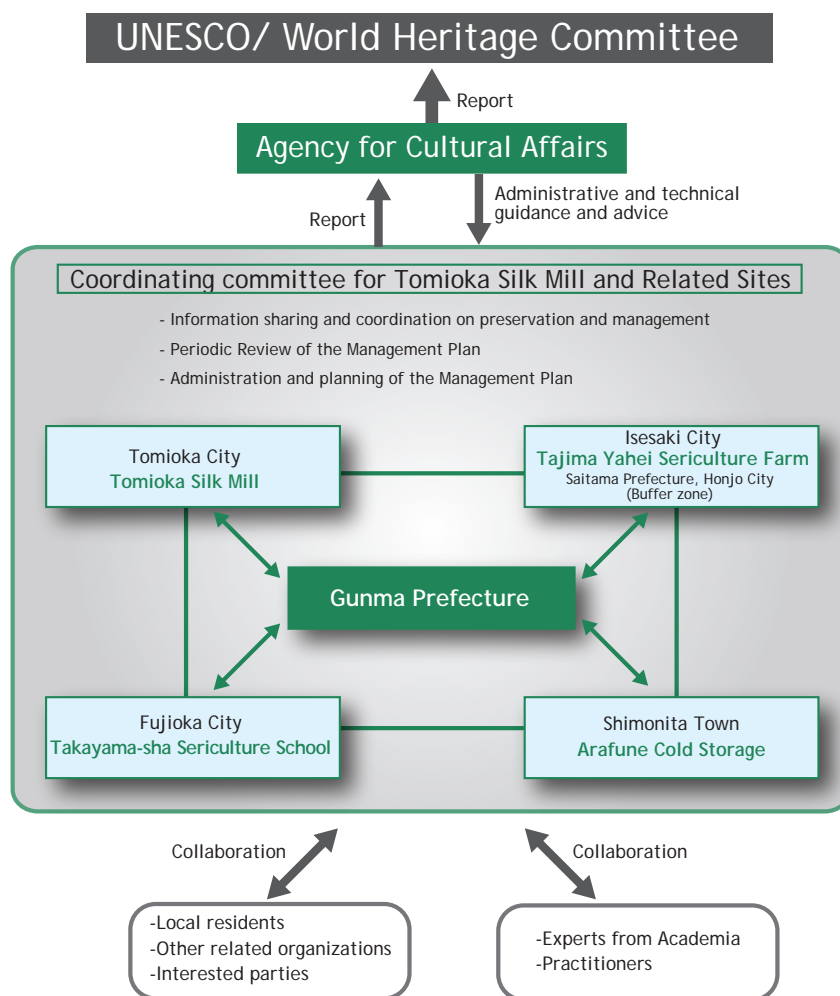 UNESCO/ World Heritage Committee
Report
Agency for Cultural Affairs
Report
Administrative and technical
guidance and advice
Coordinating committee for Tomioka Silk Mill and Related Sites
- Information sharing and coordination on preservation and management
- Periodic Review of the Management Plan
- Administration and planning of the Management Plan
Tomioka City
Tomioka Silk Mill
Isesaki City
Tajima Yahei Sericulture Farm
Saitama Prefecture, Honjo City
(Buffer zone)
Gunma Prefecture
Fujioka City
Takayama-sha Sericulture School
Shimonita Town
Arafune Cold Storage
Collaboration
Collaboration
-Local residents
-Other related organizations
-Interested parties
-Experts from Academia
-Practitioners